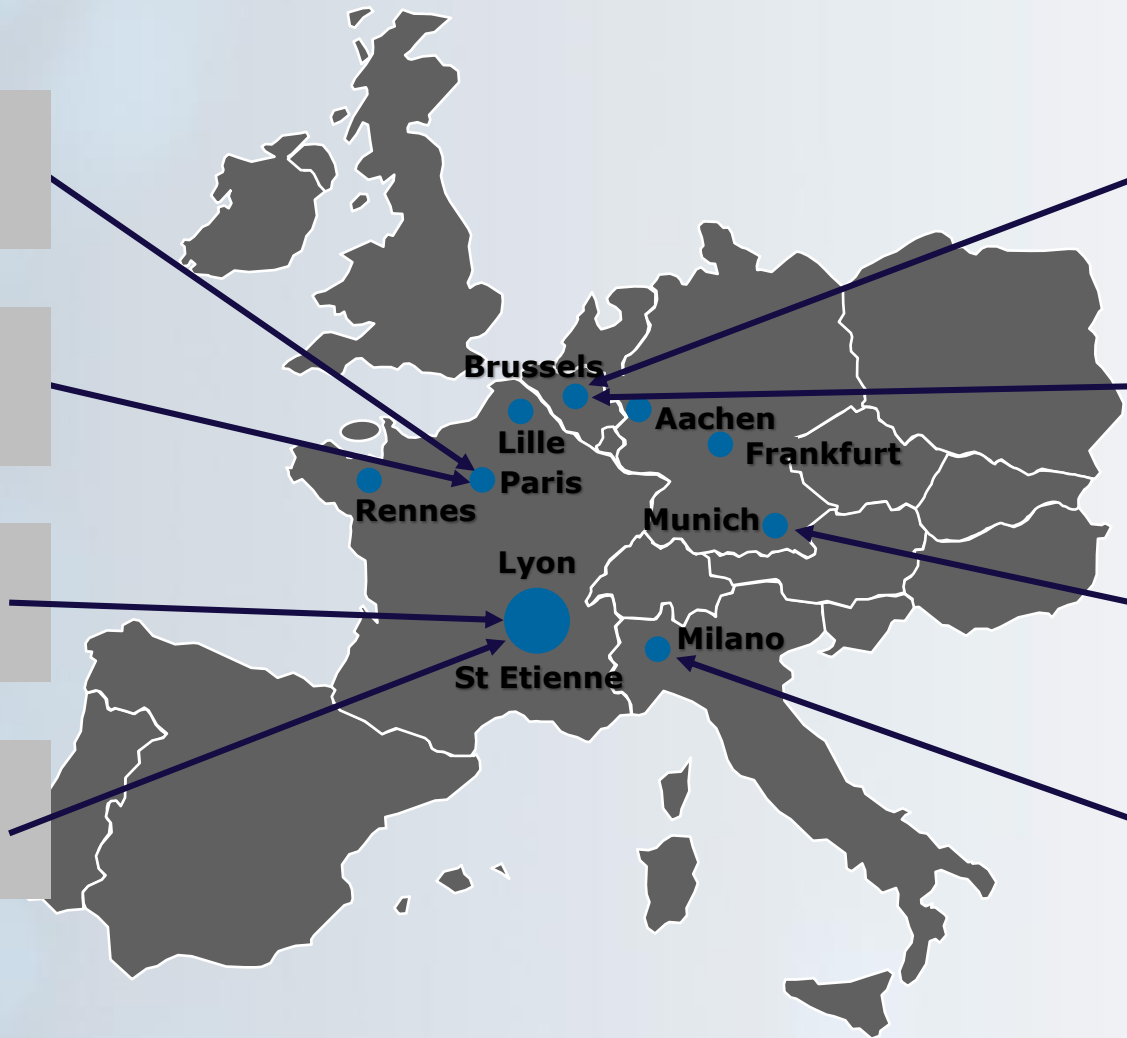 Brussels
Aachen
Lille
Frankfurt
Paris
Rennes
Munich
Lyon
Milano
St Etienne